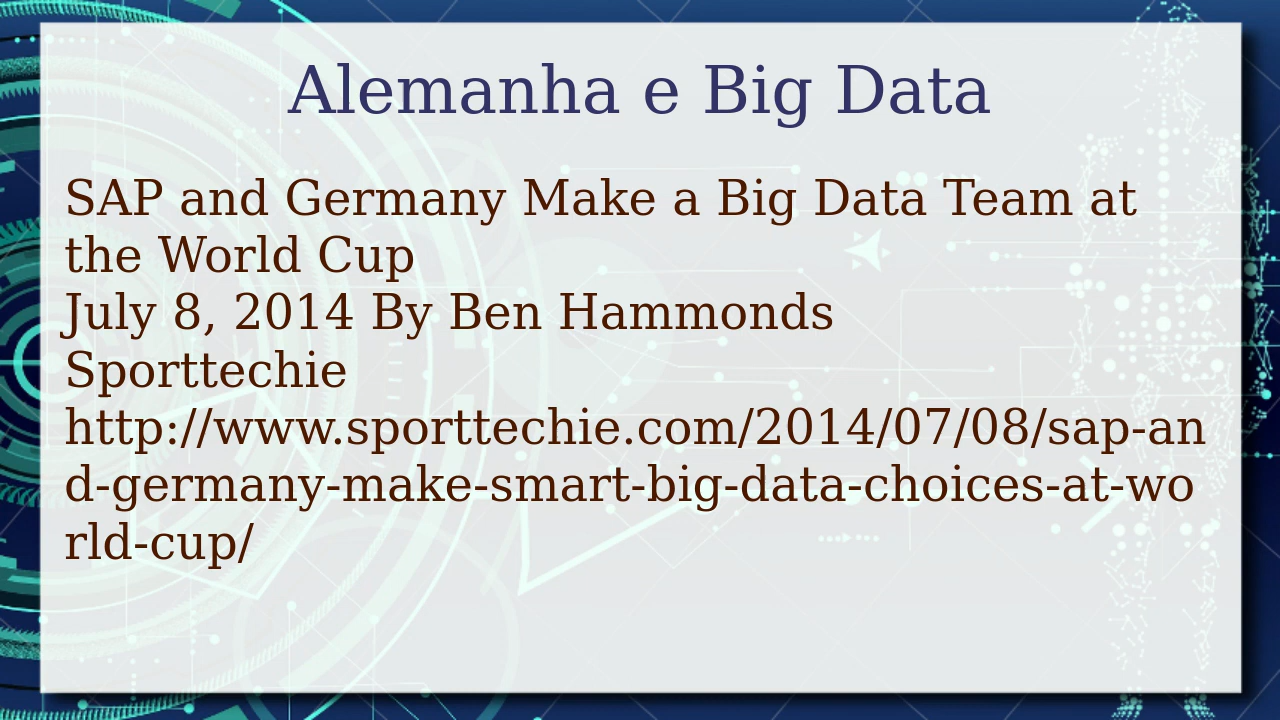 Alemanha e Big Data
SAP and Germany Make a Big Data Team at
the World Cup
July 8, 2014 By Ben Hammonds
Sporttechie
http://www.sporttechie.com/2014/07/08/sap-an
d-germany-make-smart-big-data-choices-at-wo
rld-cup/